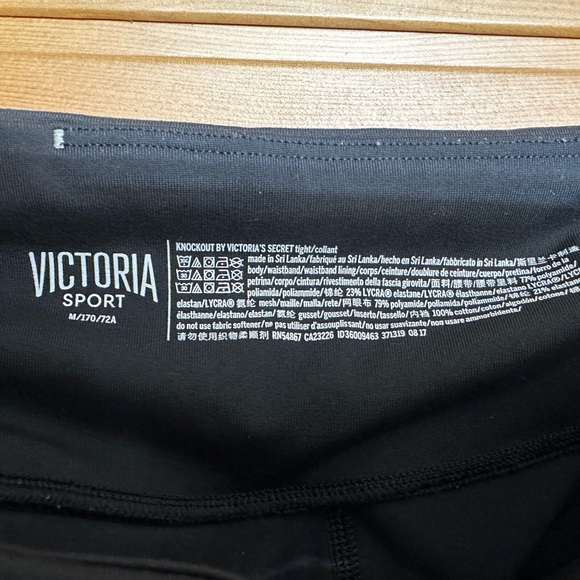 VICTORIA
SPORT
M/170/72A
KNOCKOUT BY VICTORIA'S SECRET tight/collant
made in Sri Lanka/fabriqué au Sri Lanka/hecho en Sri Lanka/fabbricato in Sri Lanka/斯里兰卡制造
body/waistband/waistband lining/corps/ceinture/doublure de ceinture/cuerpo/pretina/forro de la
petrina/corpo/cintura/rivestimento della fascia girovita/面料/腰带/腰带里料 77% polyamide/
poliamida/poliammide/锦纶 23% LYCRA® elastane/LYCRA® élasthanne/LYCRA®
elastan/LYCRA® 氨纶 mesh/maille/malla/rete/网眼布 79% polyamide/poliamida/poliammide/锦纶 21%
élasthanne/elastano/elastan/氨纶 gusset/gousset/inserto/tassello/内裆 100% cotton/coton/algodón/cotone/棉
do not use fabric softener/ne pas utiliser d'assouplissant/no usar suavizante/non usare ammorbidente/
请勿使用织物柔顺剂 RN54867 CA23226 ID36009463 371319 08 17